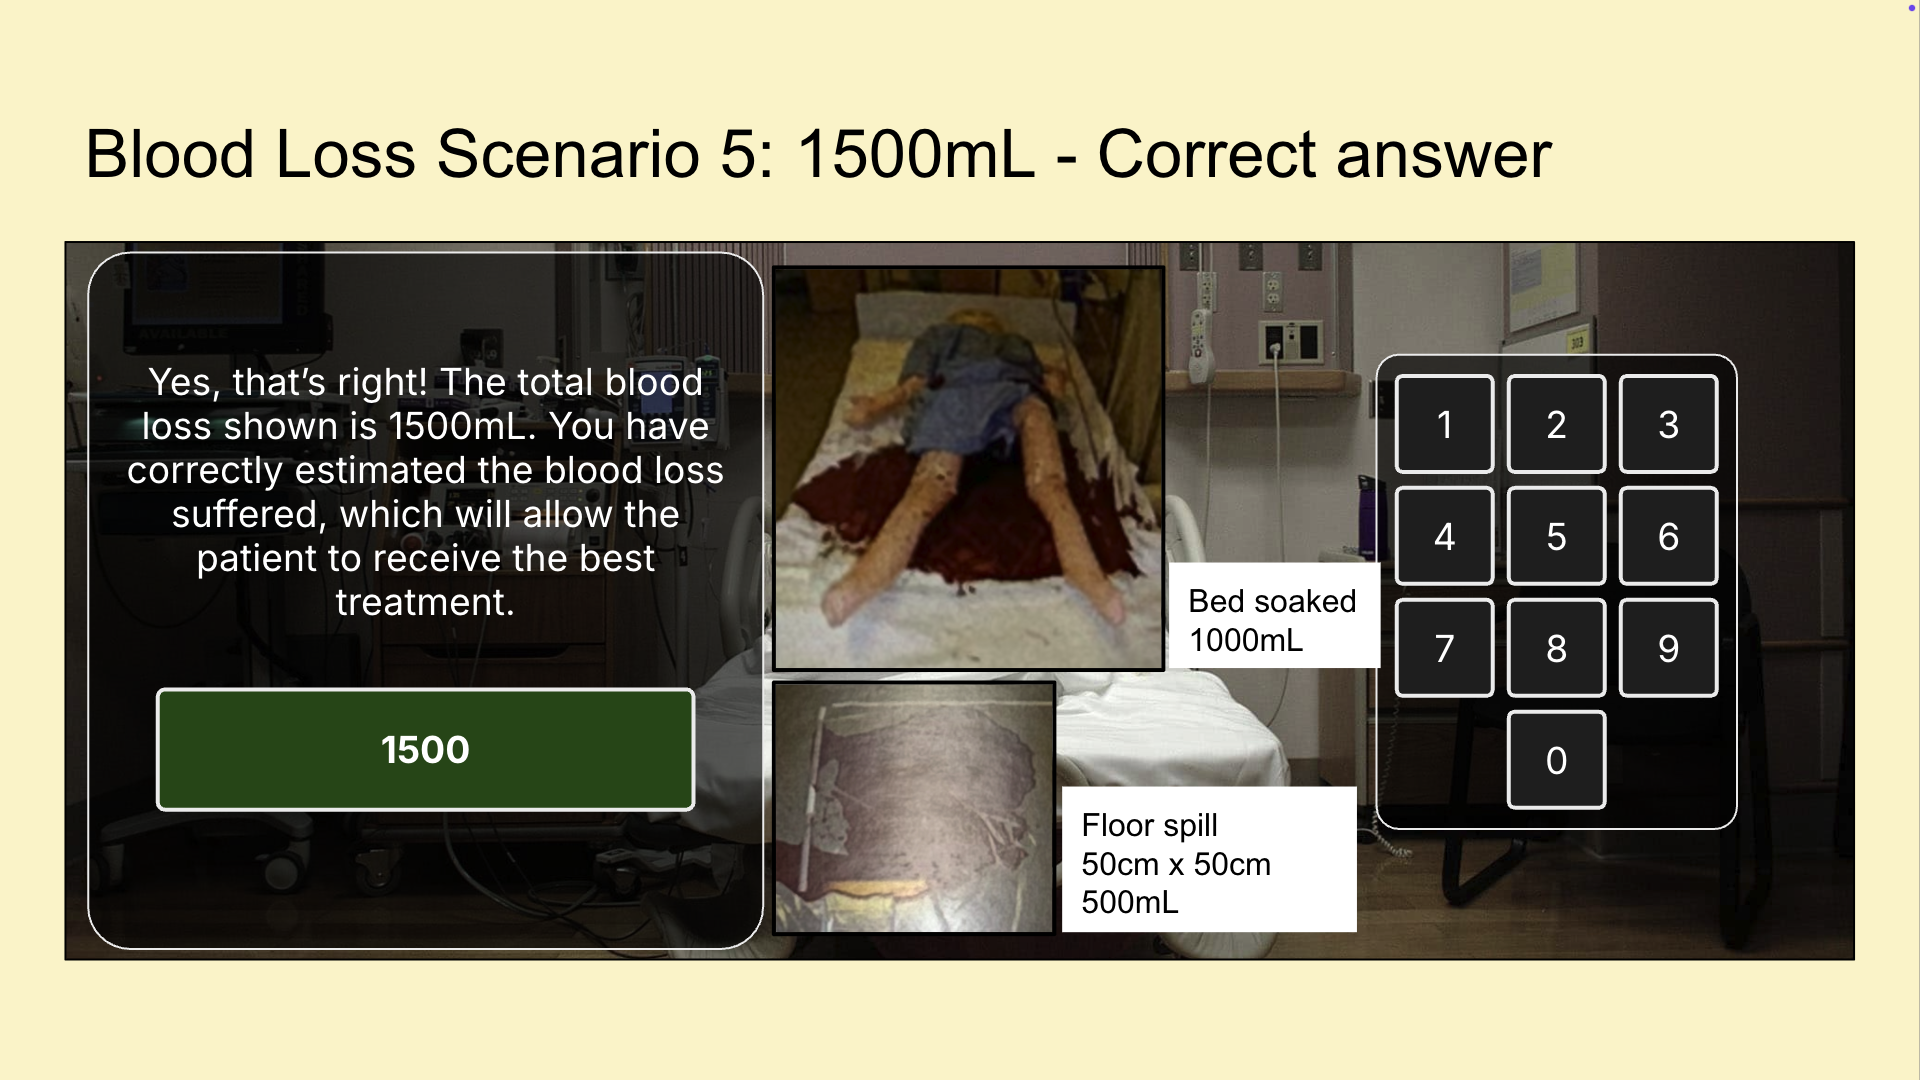 Blood Loss Scenario 5: 1500mL - Correct answer
Yes, that’s right! The total blood
loss shown is 1500mL. You have
correctly estimated the blood loss
suffered, which will allow the
patient to receive the best
treatment.
1500
Bed soaked
1000mL
Floor spill
50cm x 50cm
500mL
1 2 3
4 5 6
7 8 9
0
AVAILABLE
303